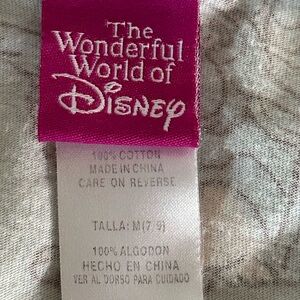 The
Wonderful
World of
Disney
100% COTTON
MADE IN CHINA
CARE ON REVERSE
TALLA: M(7 9)
100% ALGODON
HECHO EN CHINA
VER AL DORSO PARA CUIDADO